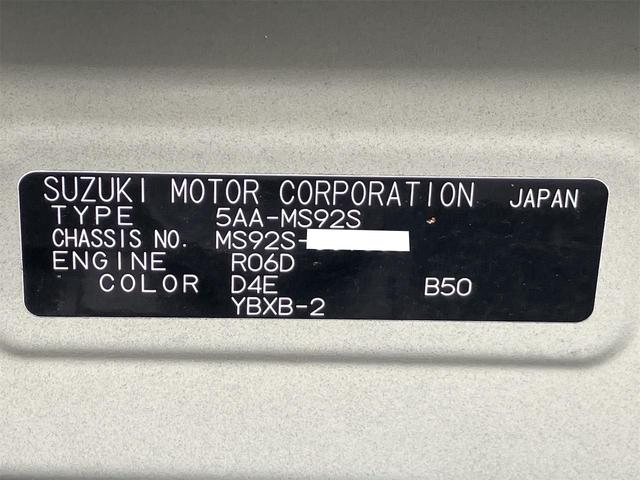 SUZUKI MOTOR CORPORATION JAPAN
TYPE 5AA-MS92S
CHASSIS NO. MS92S-
ENGINE R06D
COLOR D4E B50
YBXB-2